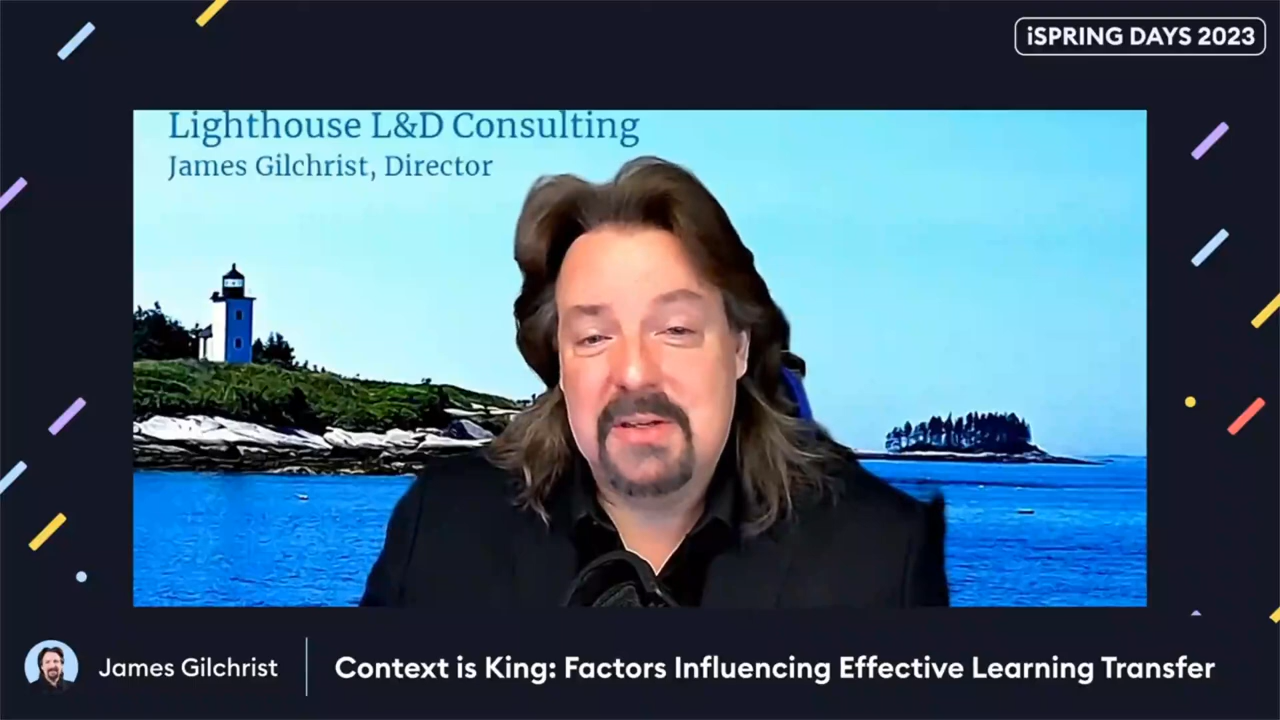 iSPRING DAYS 2023
Lighthouse L&D Consulting
James Gilchrist, Director
James Gilchrist
Context is King: Factors Influencing Effective Learning Transfer